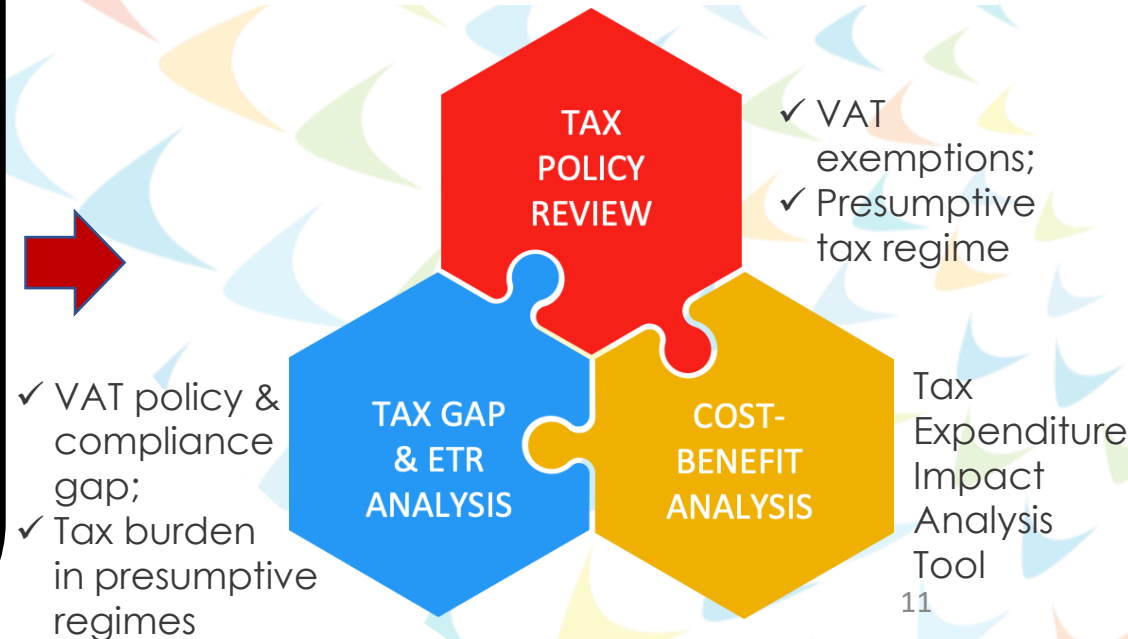 TAX
POLICY
REVIEW
✓ VAT
exemptions;
✓ Presumptive
tax regime
✓ VAT policy &
compliance
gap;
✓ Tax burden
in presumptive
regimes
TAX GAP
& ETR
ANALYSIS
COST-
BENEFIT
ANALYSIS
Tax
Expenditure
Impact
Analysis
Tool
11